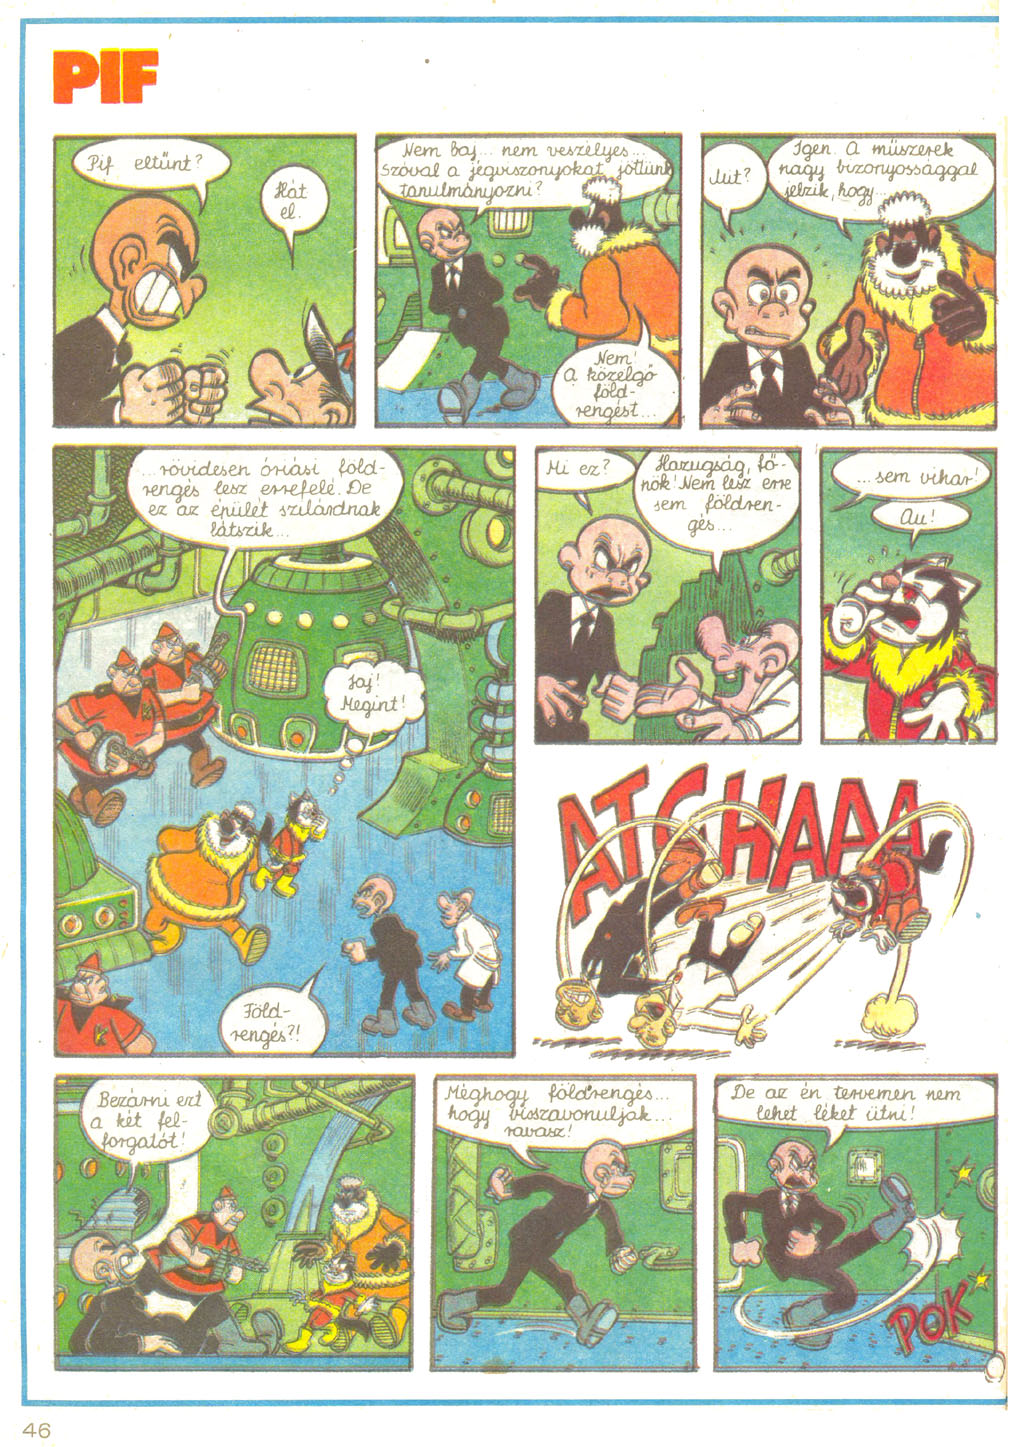 PIF
Pif eltűnt?
Hát
el.
Nem baj... nem veszélyes...
Szóval a jégviszonyokat jöttünk
tanulmányozni?
Nem!
A közelgő
föld-
rengést...
Mit?
Igen. A műszerek
nagy bizonyossággal
jelzik, hogy...
...rövidesen óriási föld-
rengés lesz errefelé. De
ez az épület szilárdnak
látszik...
Jaj!
Megint!
Föld-
rengés?!
Mi ez?
Hazugság, fő-
nök! Nem lesz erre
sem földren-
gés...
...sem vihar!
Au!
ATCHAAA
Bezárni ezt
a két fel-
forgatót!
Méghogy földrengés...
hogy visszavonuljak...
ravasz!
De az én tervemen nem
lehet léket ütni!
POK
46